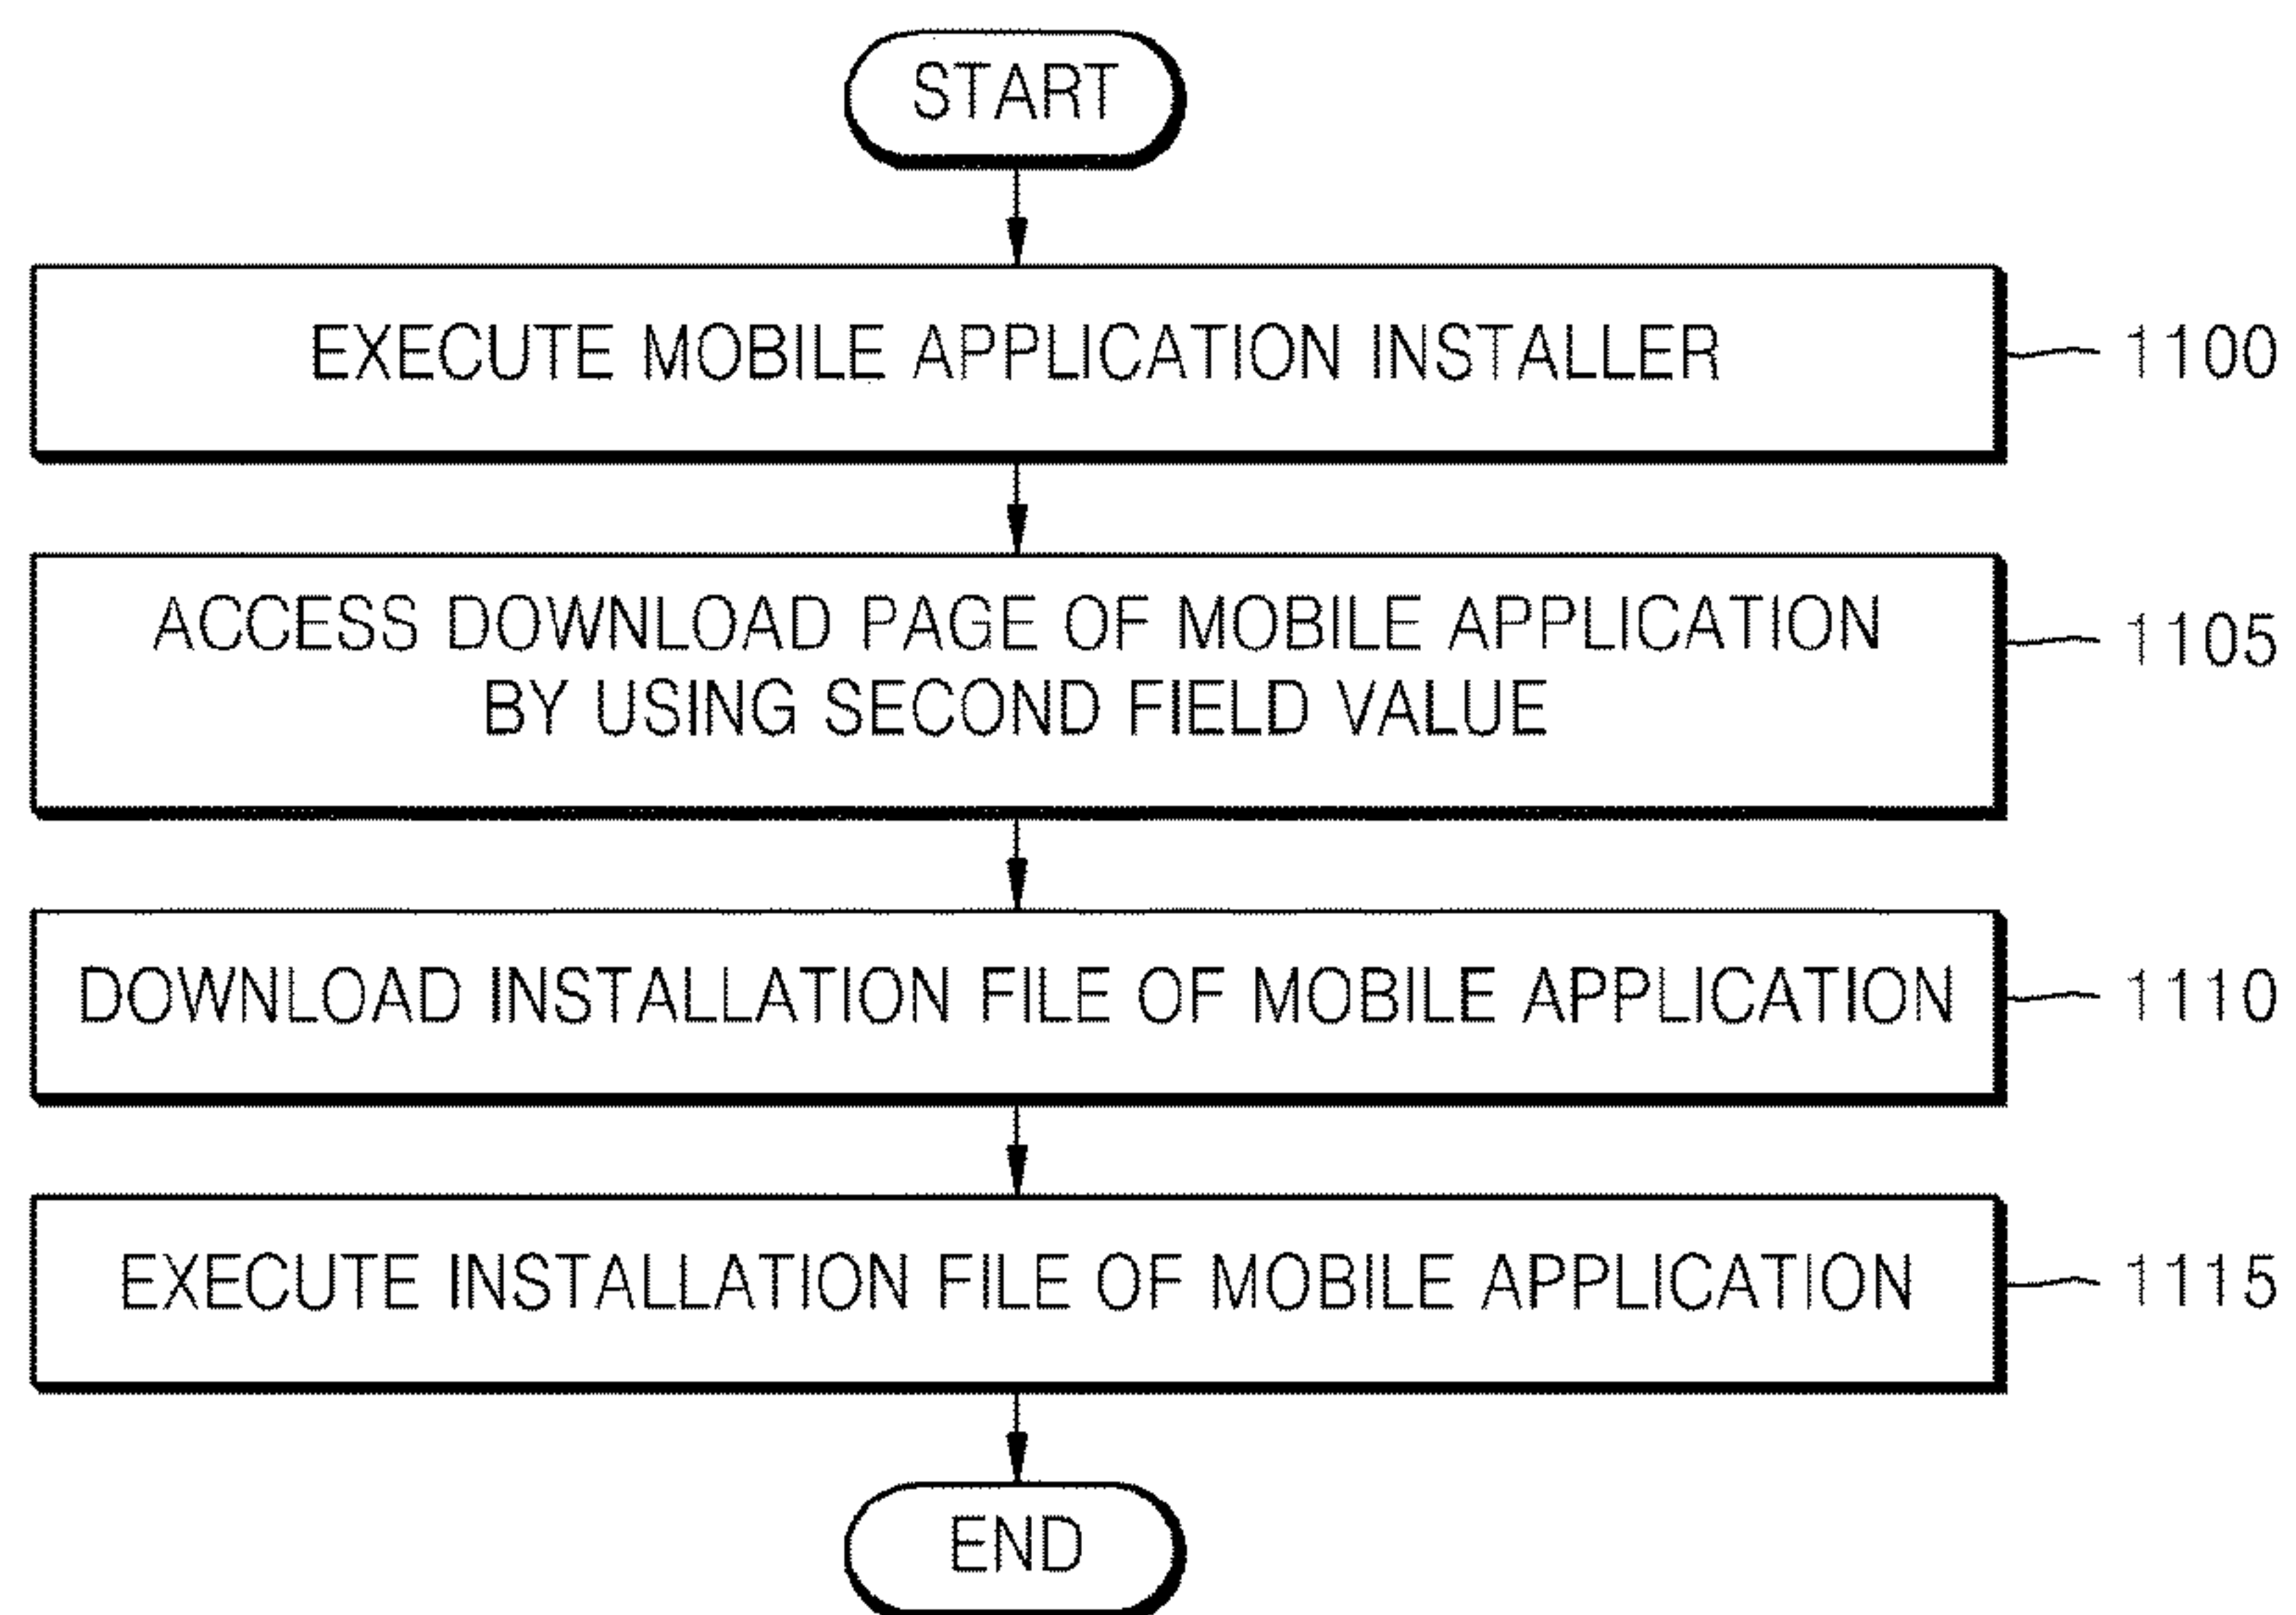 START
EXECUTE MOBILE APPLICATION INSTALLER
1100
ACCESS DOWNLOAD PAGE OF MOBILE APPLICATION
BY USING SECOND FIELD VALUE
1105
DOWNLOAD INSTALLATION FILE OF MOBILE APPLICATION
1110
EXECUTE INSTALLATION FILE OF MOBILE APPLICATION
1115
END